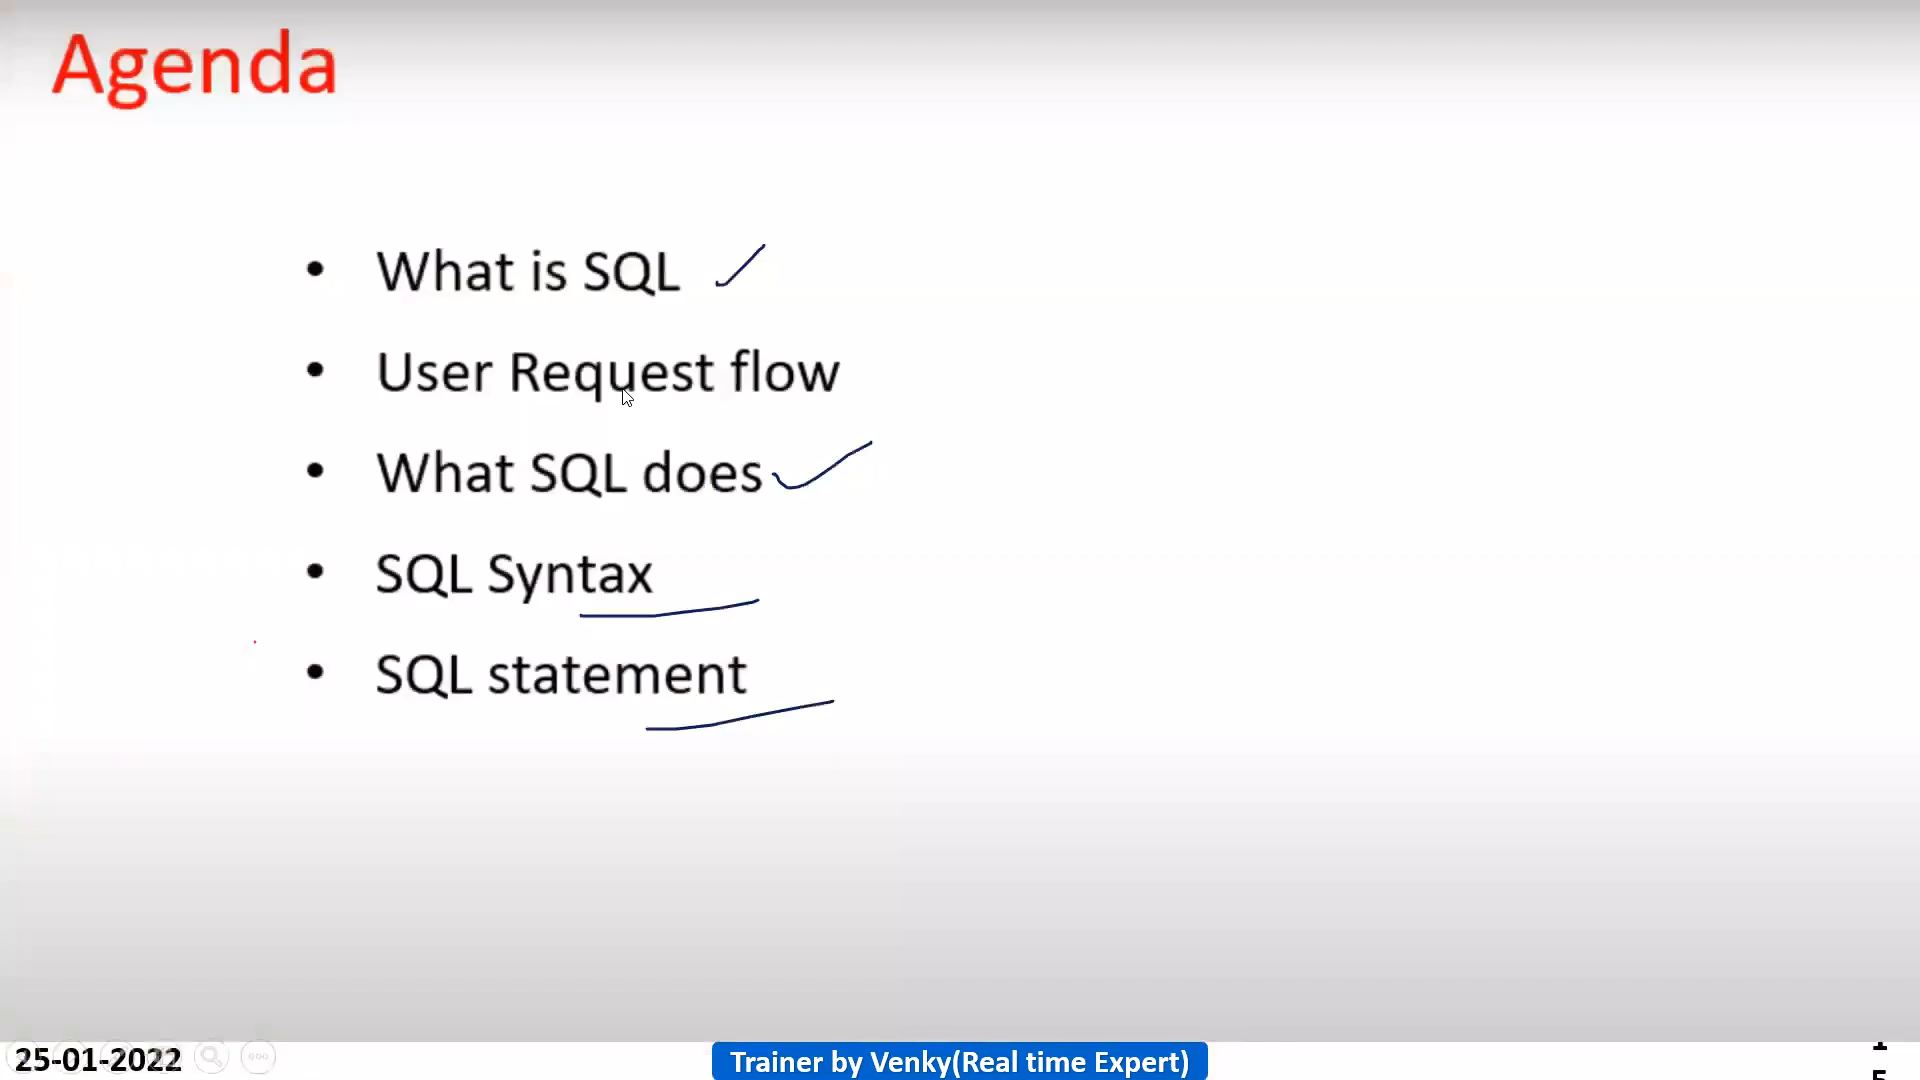 Agenda
• What is SQL
• User Request flow
• What SQL does
• SQL Syntax
• SQL statement
25-01-2022
Trainer by Venky(Real time Expert)